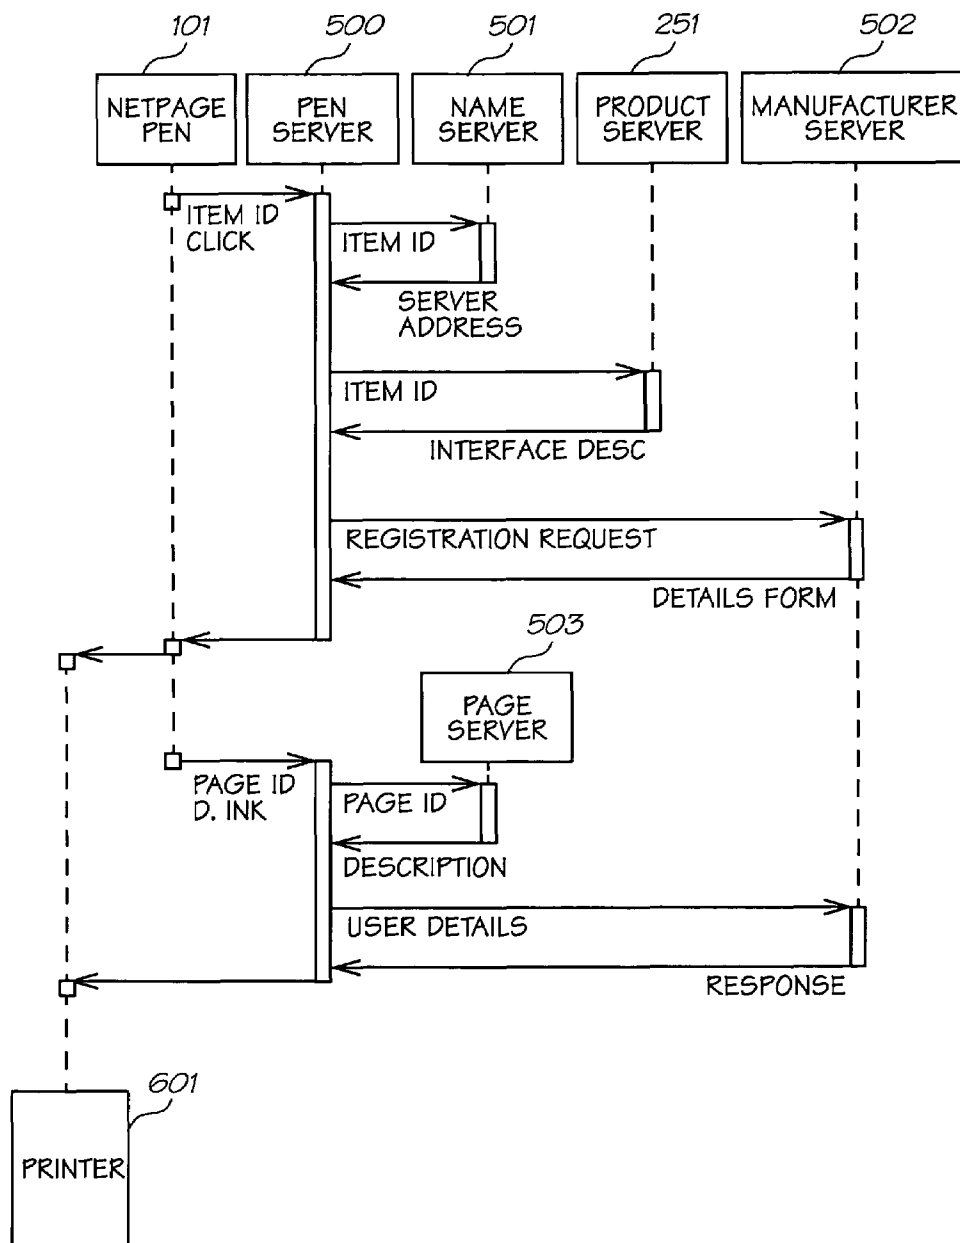 101
500
501
251
502
NETPAGE
PEN
PEN
SERVER
NAME
SERVER
PRODUCT
SERVER
MANUFACTURER
SERVER
ITEM ID
CLICK
ITEM ID
SERVER
ADDRESS
ITEM ID
INTERFACE DESC
REGISTRATION REQUEST
DETAILS FORM
503
PAGE
SERVER
PAGE ID
D. INK
PAGE ID
DESCRIPTION
USER DETAILS
RESPONSE
601
PRINTER